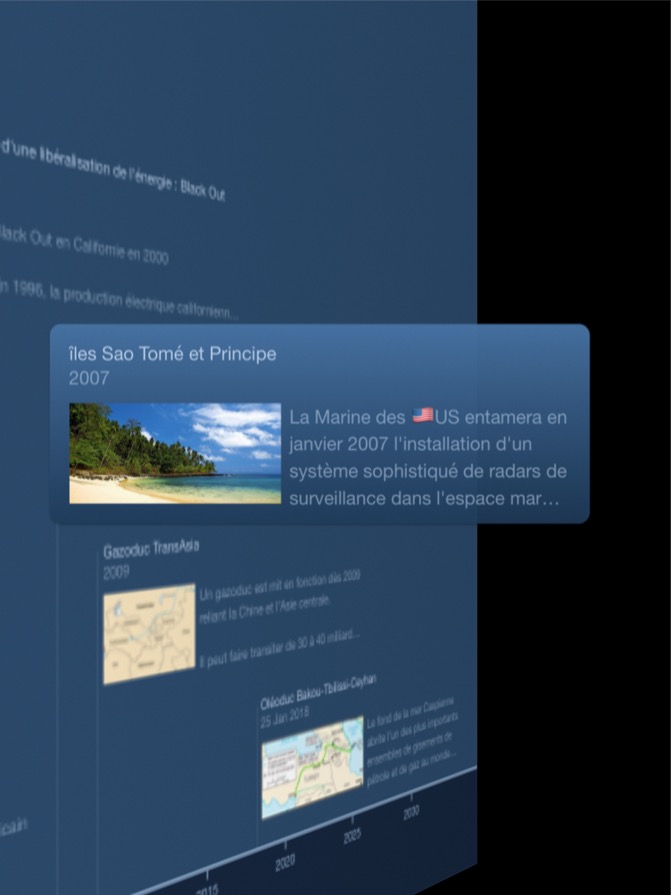 d'une libéralisation de l'énergie : Black Out
Black Out en Californie en 2000
in 1996, la production électrique californienn...
îles Sao Tomé et Principe
2007
La Marine des 🇺🇸US entamera en
janvier 2007 l'installation d'un
système sophistiqué de radars de
surveillance dans l'espace mar...
Gazoduc TransAsia
2009
Un gazoduc est mit en fonction dès 2009
reliant la Chine et l'Asie centrale.
Il peut faire transiter de 30 à 40 milliard...
Oléoduc Bakou-Tbilissi-Ceyhan
25 Jan 2018
Le fond de la mer Caspienne
abrite l'un des plus importants
ensembles de gisements de
pétrole et de gaz au monde...
TURKEY
icain
2015
2020
2025
2030